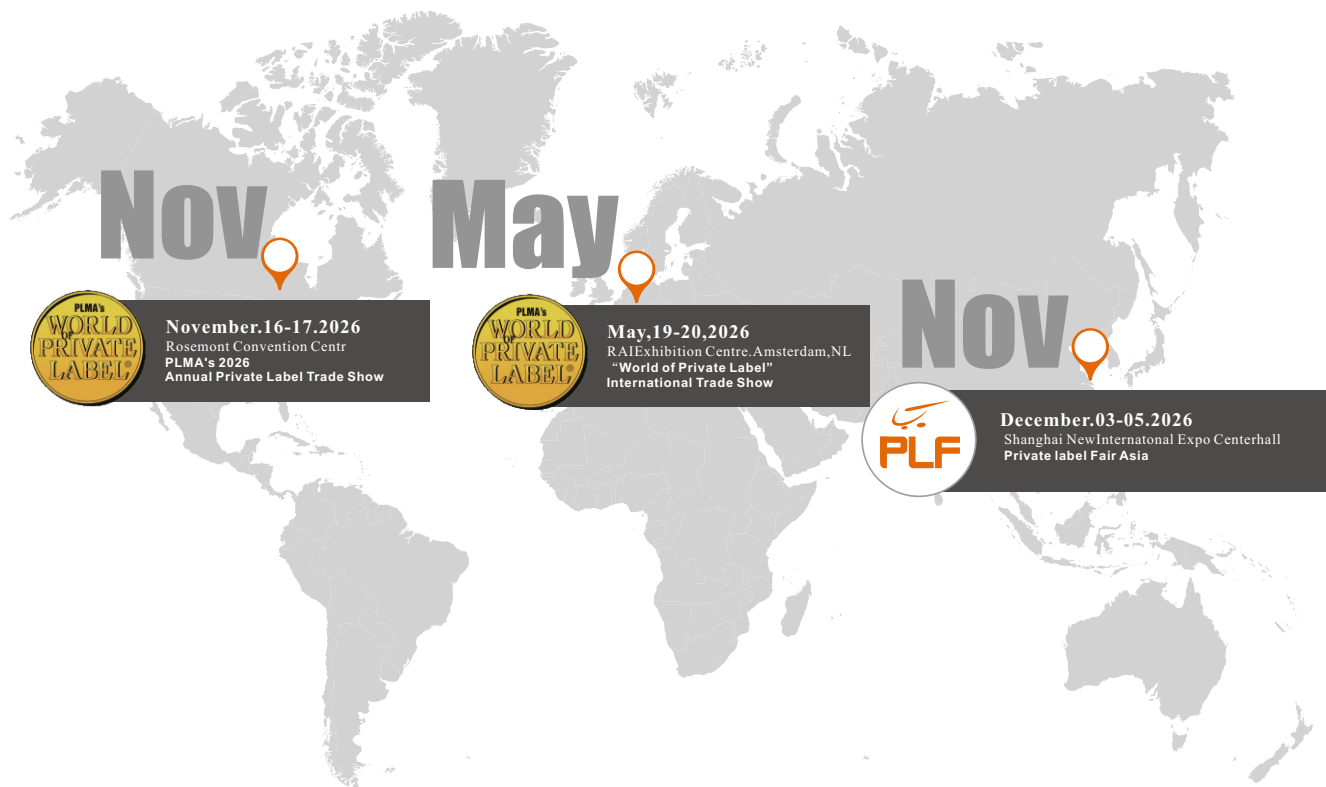 Nov
PLMA's
WORLD
OF
PRIVATE
LABEL®
November.16-17.2026
Rosemont Convention Centr
PLMA's 2026
Annual Private Label Trade Show
May
PLMA's
WORLD
OF
PRIVATE
LABEL®
May,19-20,2026
RAIExhibition Centre.Amsterdam,NL
“World of Private Label”
International Trade Show
Nov
PLF
December.03-05.2026
Shanghai NewInternatonal Expo Centerhall
Private label Fair Asia